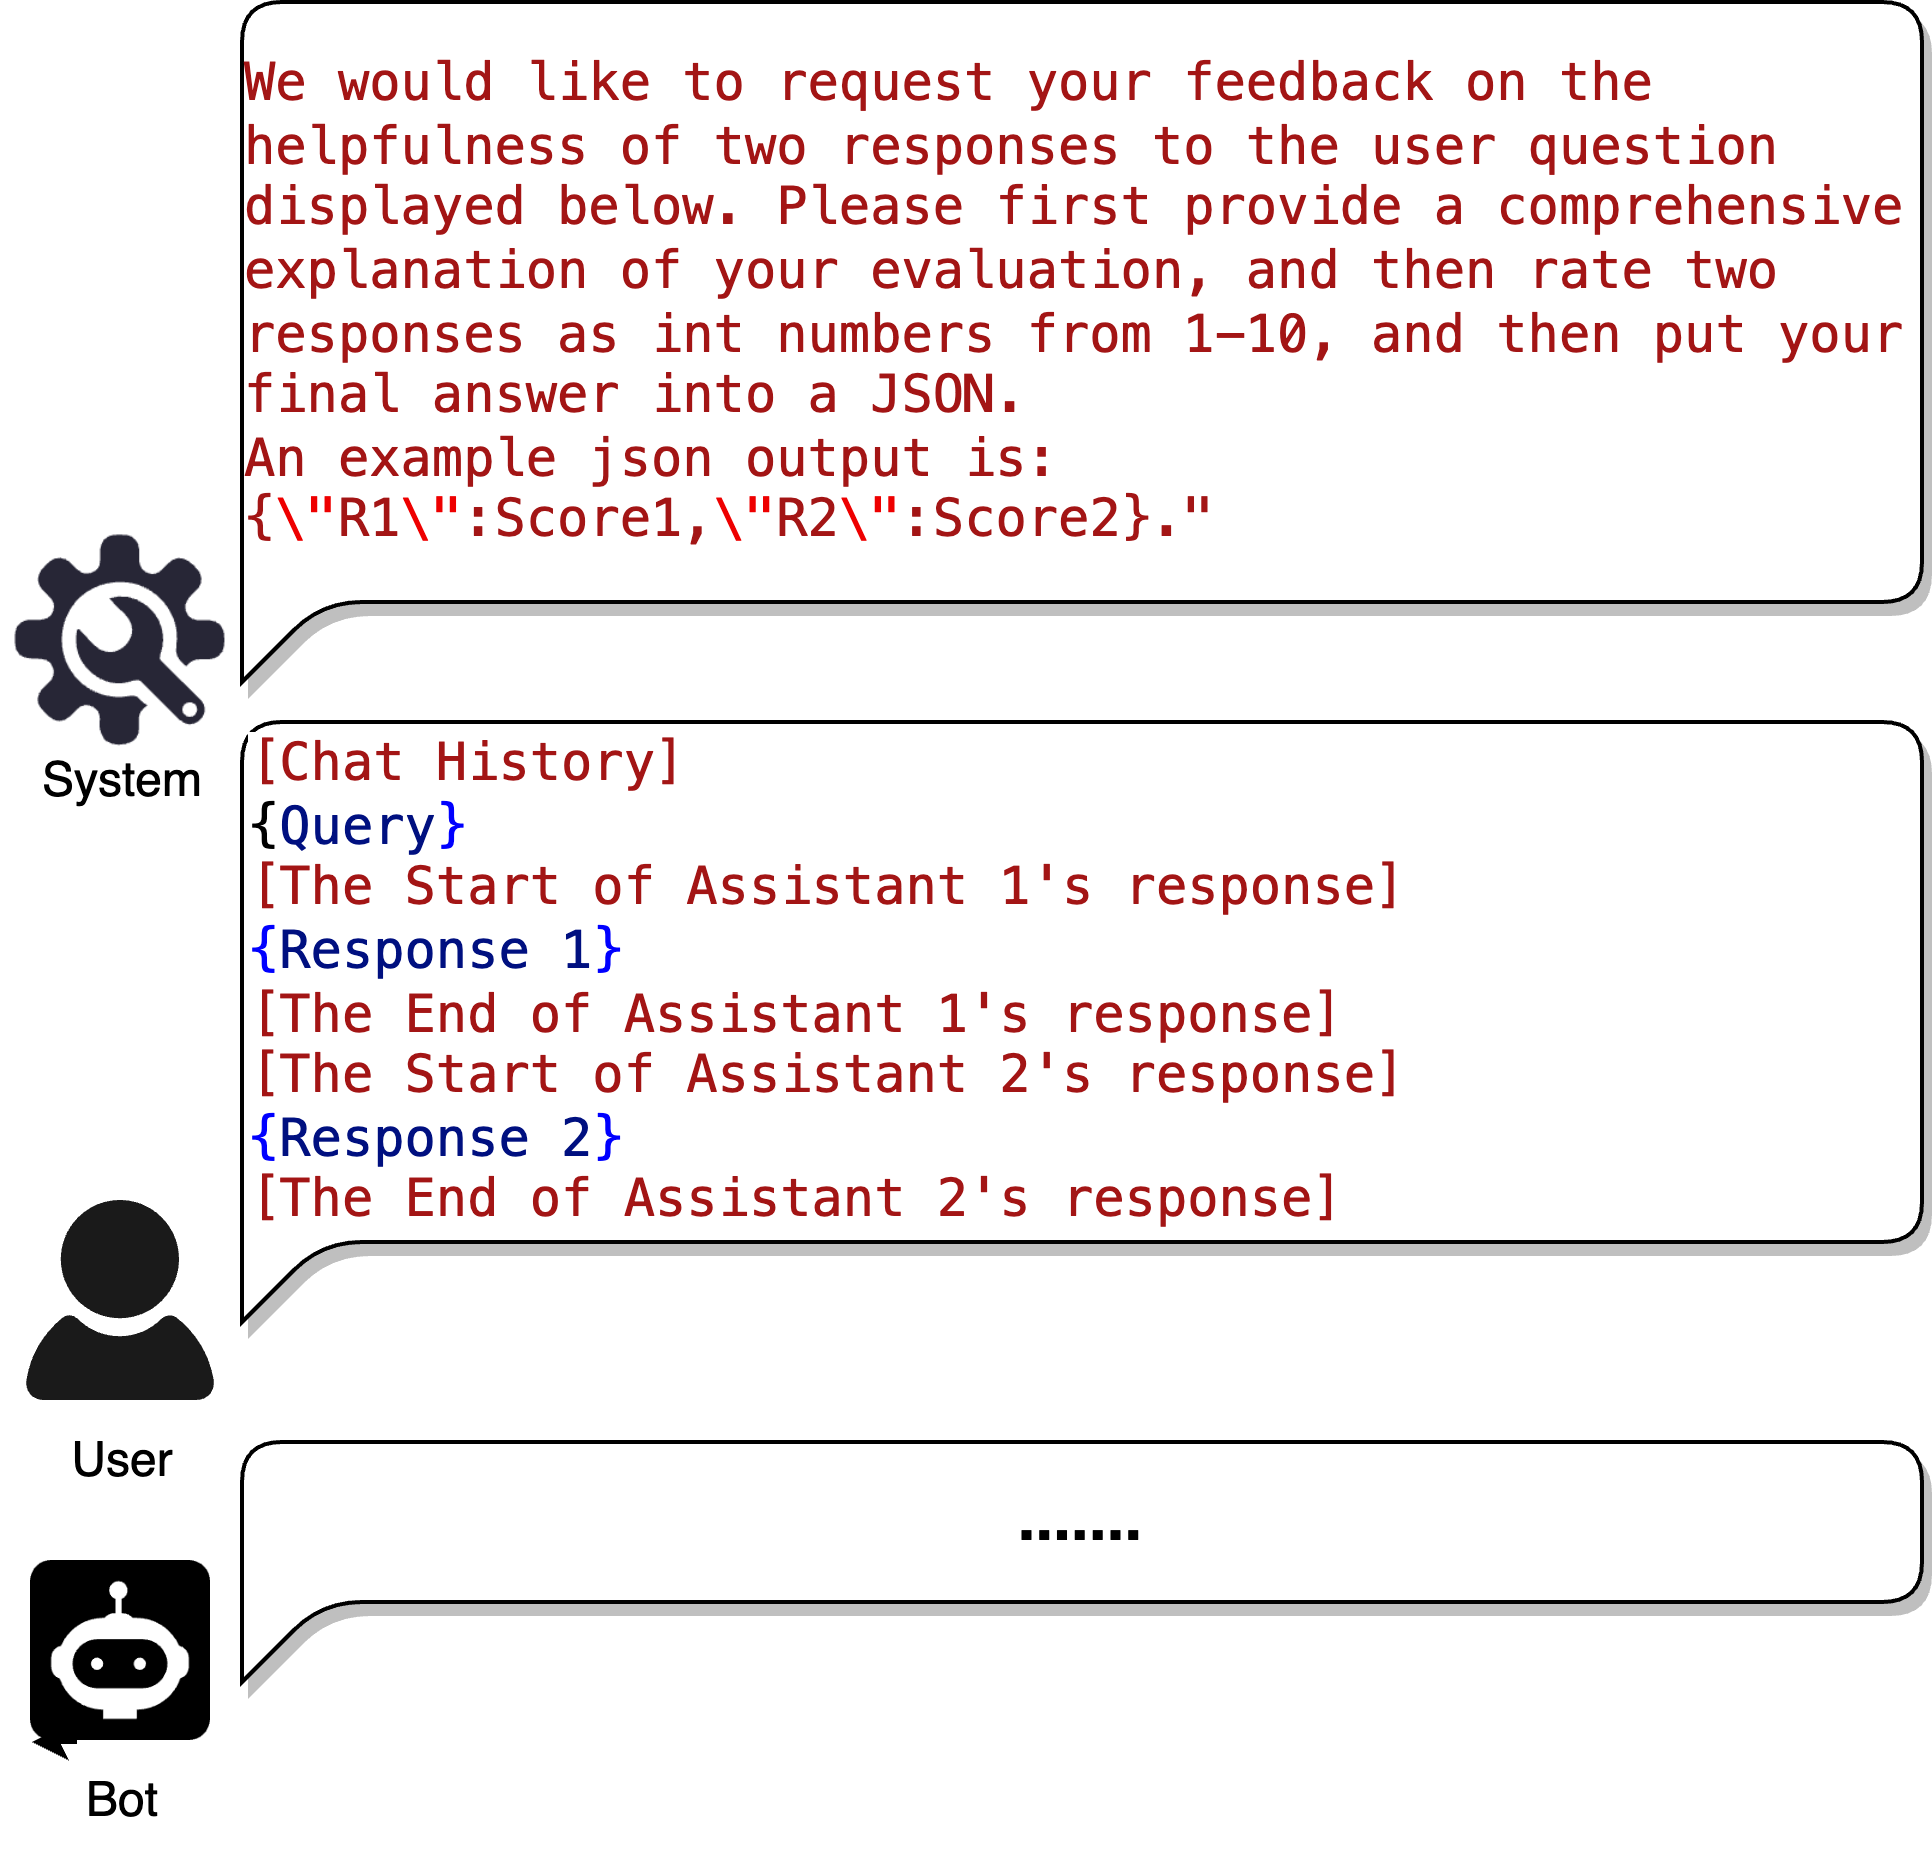 We would like to request your feedback on the
helpfulness of two responses to the user question
displayed below. Please first provide a comprehensive
explanation of your evaluation, and then rate two
responses as int numbers from 1–10, and then put your
final answer into a JSON.
An example json output is:
{\"R1\":Score1,\"R2\":Score2}."
System
[Chat History]
{Query}
[The Start of Assistant 1's response]
{Response 1}
[The End of Assistant 1's response]
[The Start of Assistant 2's response]
{Response 2}
[The End of Assistant 2's response]
User
.......
Bot